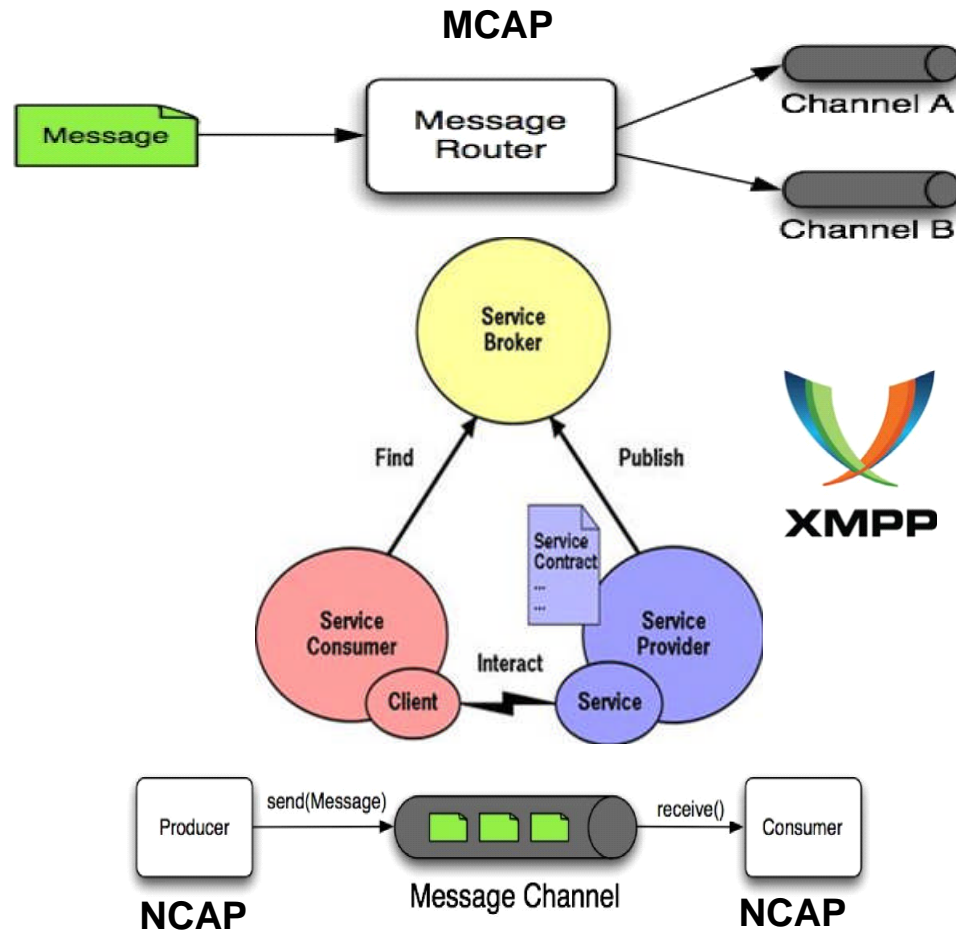 MCAP
Message
Message
Router
Channel A
Channel B
Service
Broker
Find
Publish
XMPP
Service
Contract
...
...
Service
Consumer
Service
Provider
Interact
Client
Service
Producer
send(Message)
receive()
Consumer
Message Channel
NCAP
NCAP